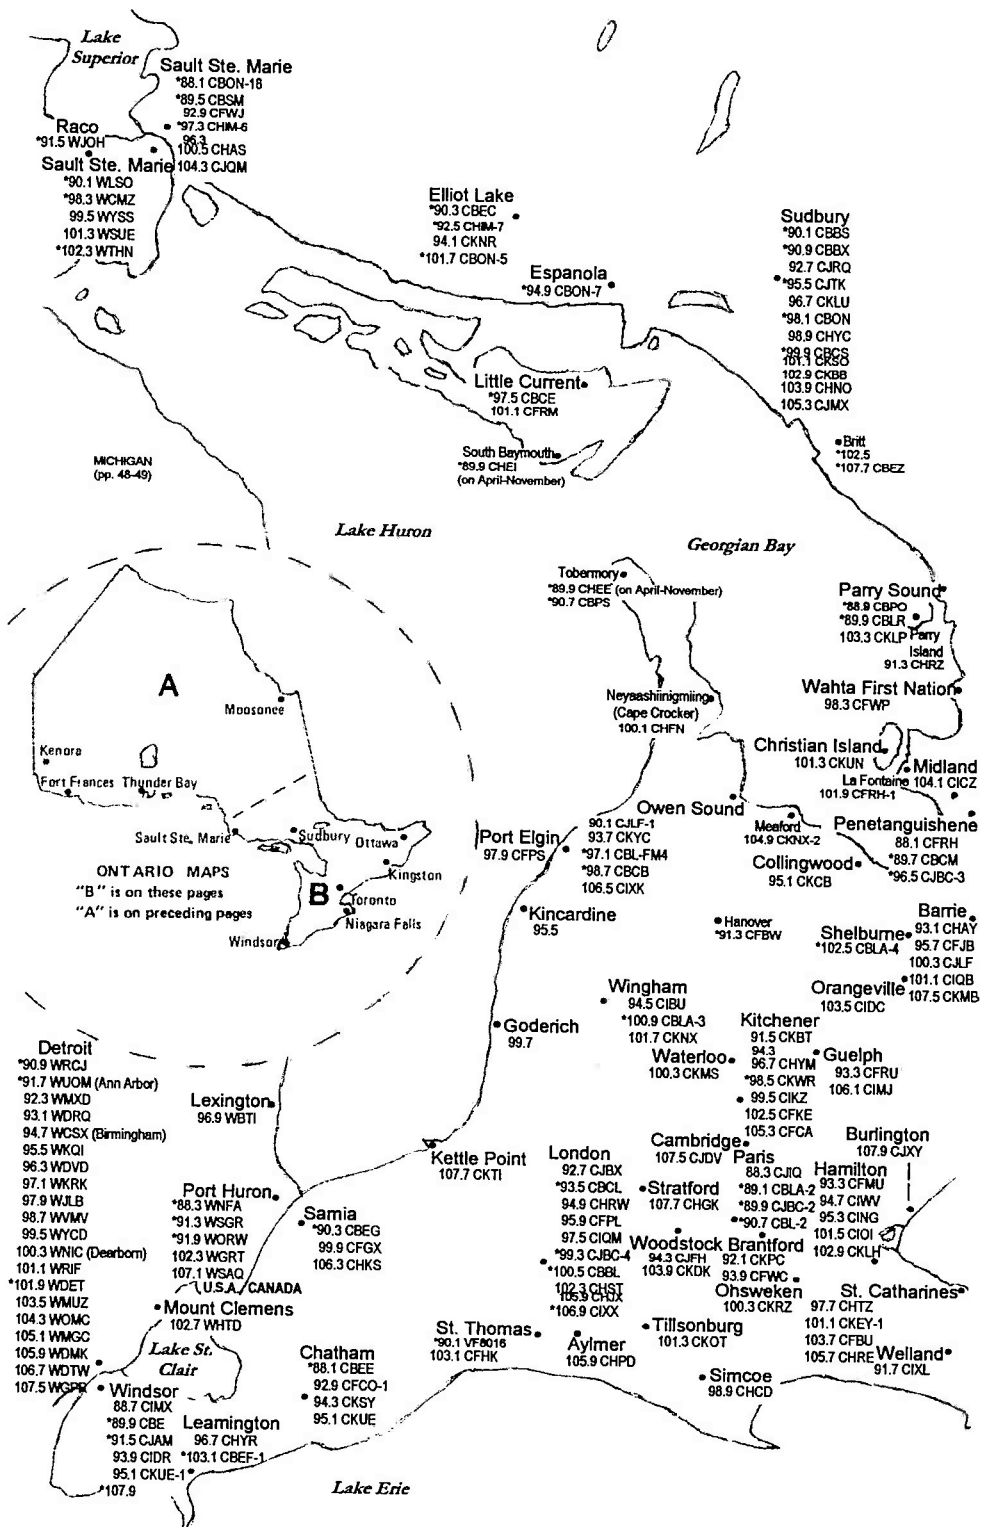 Lake
Superior
Sault Ste. Marie
*88.1 CBON-18
*89.5 CBSM
92.9 CFWJ
*97.3 CHIM-6
96.3
100.5 CHAS
104.3 CJQM
Raco
*91.5 WJOH
Sault Ste. Marie
*90.1 WLSO
*98.3 WCMZ
99.5 WYSS
101.3 WSUE
*102.3 WTHN
Elliot Lake
*90.3 CBEC
*92.5 CHIM-7
94.1 CKNR
*101.7 CBON-5
Espanola
*94.9 CBON-7
Sudbury
*90.1 CBBS
*90.9 CBBX
92.7 CJRQ
*95.5 CJTK
96.7 CKLU
*98.1 CBON
98.9 CHYC
*99.9 CBCS
101.1 CKSO
102.9 CKBB
103.9 CHNO
105.3 CJMX
Little Current
*97.5 CBCE
101.1 CFRM
South Baymouth
*89.9 CHEI
(on April-November)
Britt
*102.5
*107.7 CBEZ
MICHIGAN
(pp. 48-49)
Lake Huron
Georgian Bay
Tobermory
*89.9 CHEE (on April-November)
*90.7 CBPS
Parry Sound
*88.9 CBPO
*89.9 CBLR
103.3 CKLP
Parry
Island
91.3 CHRZ
Neyaashiinigmiing
(Cape Crocker)
100.1 CHFN
Wahta First Nation
98.3 CFWP
Christian Island
101.3 CKUN
Midland
104.1 CICZ
La Fontaine
101.9 CFRH-1
Penetanguishene
88.1 CFRH
*89.7 CBCM
*96.5 CJBC-3
Owen Sound
90.1 CJLF-1
93.7 CKYC
*97.1 CBL-FM4
*98.7 CBCB
106.5 CIXK
Meaford
104.9 CKNX-2
Collingwood
95.1 CKCB
Port Elgin
97.9 CFPS
A
Moosonee
Kenora
Fort Frances
Thunder Bay
Sault Ste. Marie
Sudbury
Ottawa
Kingston
B
Toronto
Niagara Falls
Windsor
ONTARIO MAPS
"B" is on these pages
"A" is on preceding pages
Kincardine
95.5
Hanover
*91.3 CFBW
Shelburne
*102.5 CBLA-4
Barrie
93.1 CHAY
95.7 CFJB
100.3 CJLF
*101.1 CIQB
107.5 CKMB
Orangeville
103.5 CIDC
Wingham
94.5 CIBU
*100.9 CBLA-3
101.7 CKNX
Goderich
99.7
Kitchener
91.5 CKBT
94.3
96.7 CHYM
*98.5 CKWR
99.5 CIKZ
102.5 CFKE
105.3 CFCA
Waterloo
100.3 CKMS
Guelph
93.3 CFRU
106.1 CIMJ
Detroit
*90.9 WRCJ
*91.7 WUOM (Ann Arbor)
92.3 WMXD
93.1 WDRQ
94.7 WCSX (Birmingham)
95.5 WKQI
96.3 WDVD
97.1 WKRK
97.9 WJLB
98.7 WVMV
99.5 WYCD
100.3 WNIC (Dearborn)
101.1 WRIF
*101.9 WDET
103.5 WMUZ
104.3 WOMC
105.1 WMGC
105.9 WDMK
106.7 WDTW
107.5 WGPR
Lexington
96.9 WBTI
Port Huron
*88.3 WNFA
*91.3 WSGR
*91.9 WORW
102.3 WGRT
107.1 WSAQ
U.S.A. CANADA
Sarnia
*90.3 CBEG
99.9 CFGX
106.3 CHKS
Kettle Point
107.7 CKTI
Mount Clemens
102.7 WHTD
Lake St.
Clair
Windsor
88.7 CIMX
*89.9 CBE
*91.5 CJAM
93.9 CIDR
95.1 CKUE-1
*107.9
Leamington
96.7 CHYR
*103.1 CBEF-1
Chatham
*88.1 CBEE
92.9 CFCO-1
94.3 CKSY
95.1 CKUE
London
92.7 CJBX
*93.5 CBCL
94.9 CHRW
95.9 CFPL
97.5 CIQM
*99.3 CJBC-4
*100.5 CBBL
102.3 CHST
105.9 CHJX
*106.9 CIXX
Cambridge
107.5 CJDV
Stratford
107.7 CHGK
Paris
88.3 CJIQ
*89.1 CBLA-2
*89.9 CJBC-2
*90.7 CBL-2
Burlington
107.9 CJXY
Hamilton
93.3 CFMU
94.7 CIWV
95.3 CING
101.5 CIOI
102.9 CKLH
Woodstock
94.3 CJFH
103.9 CKDK
Brantford
92.1 CKPC
93.9 CFWC
Ohsweken
100.3 CKRZ
St. Catharines
97.7 CHTZ
101.1 CKEY-1
103.7 CFBU
105.7 CHRE
Welland
91.7 CIXL
St. Thomas
*90.1 VF8016
103.1 CFHK
Aylmer
105.9 CHPD
Tillsonburg
101.3 CKOT
Simcoe
98.9 CHCD
Lake Erie